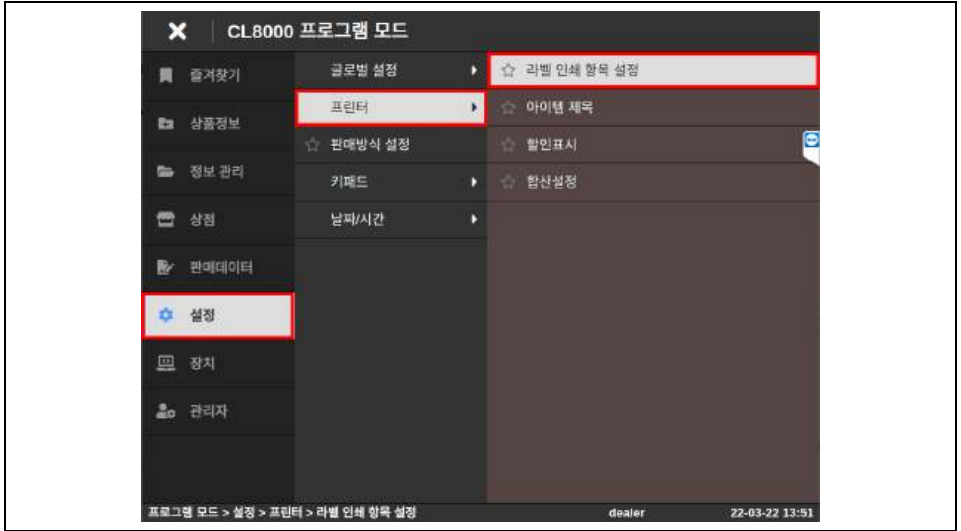 CL8000 프로그램 모드
즐겨찾기
상품정보
정보 관리
상점
판매데이터
설정
장치
관리자
글로벌 설정
프린터
판매방식 설정
키패드
날짜/시간
라벨 인쇄 항목 설정
아이템 제목
할인표시
합산설정
프로그램 모드 > 설정 > 프린터 > 라벨 인쇄 항목 설정 dealer 22-03-22 13:51